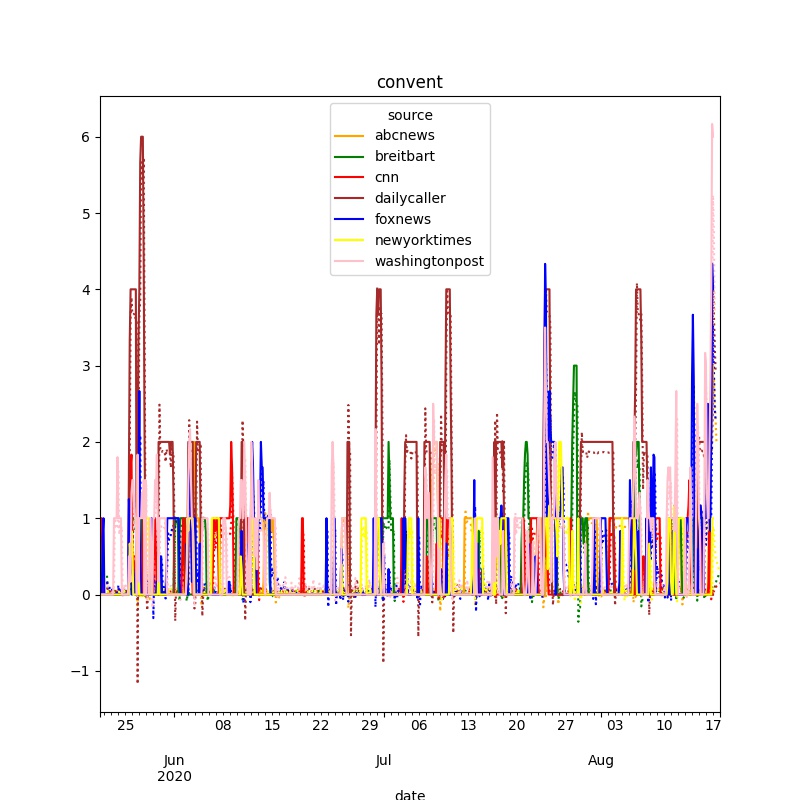 convent
source
abcnews
breitbart
cnn
dailycaller
foxnews
newyorktimes
washingtonpost
6
5
4
3
2
1
0
−1
25 08 15 22 29 06 13 20 27 03 10 17
Jun Jul Aug
2020
date